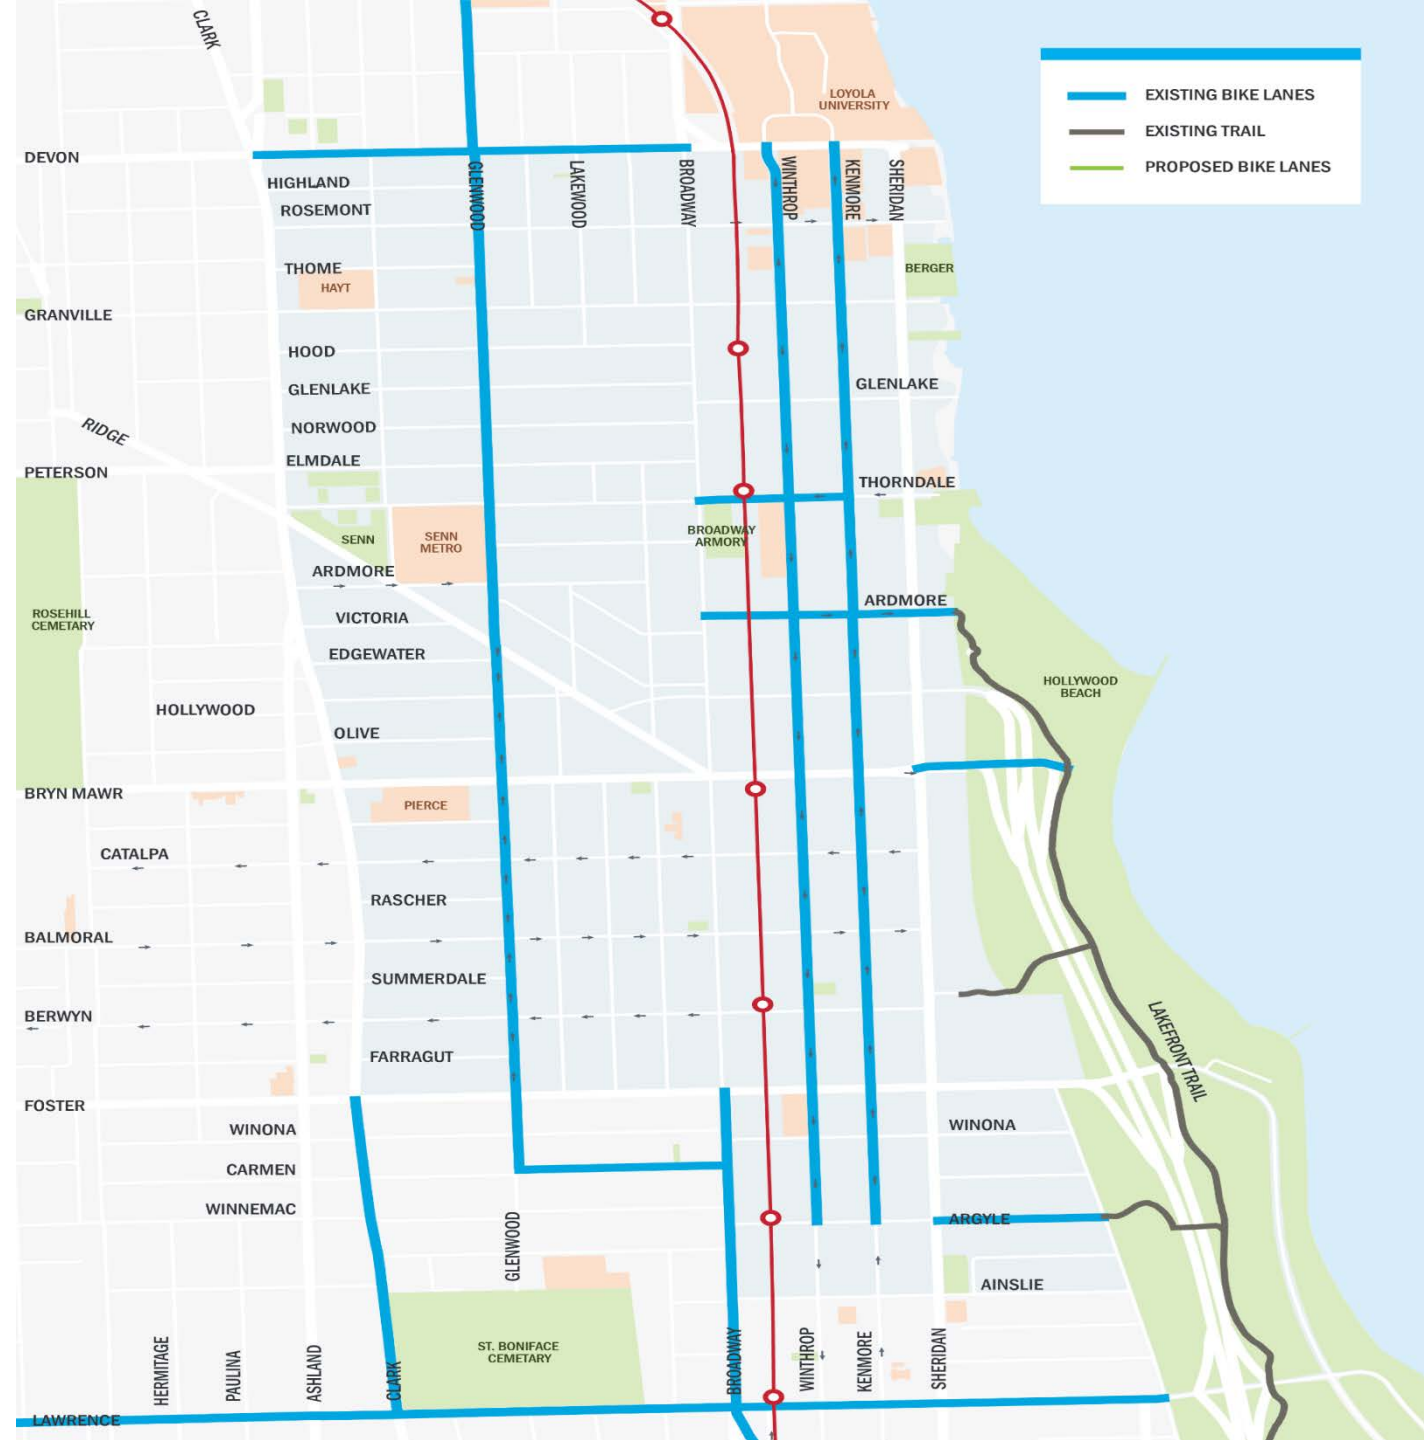 CLARK
LOYOLA
UNIVERSITY
EXISTING BIKE LANES
EXISTING TRAIL
PROPOSED BIKE LANES
DEVON
HIGHLAND
ROSEMONT
GLENWOOD
LAKEWOOD
BROADWAY
WINTHROP
KENMORE
SHERIDAN
THOME
HAYT
BERGER
GRANVILLE
HOOD
GLENLAKE
GLENLAKE
NORWOOD
RIDGE
ELMDALE
PETERSON
THORNDALE
SENN
SENN
METRO
BROADWAY
ARMORY
ARDMORE
ARDMORE
ROSEHILL
CEMETARY
VICTORIA
EDGEWATER
HOLLYWOOD
BEACH
HOLLYWOOD
OLIVE
BRYN MAWR
PIERCE
CATALPA
RASCHER
BALMORAL
SUMMERDALE
BERWYN
LAKEFRONT TRAIL
FARRAGUT
FOSTER
WINONA
WINONA
CARMEN
WINNEMAC
ARGYLE
GLENWOOD
AINSLIE
ST. BONIFACE
CEMETARY
HERMITAGE
PAULINA
ASHLAND
CLARK
BROADWAY
WINTHROP
KENMORE
SHERIDAN
LAWRENCE